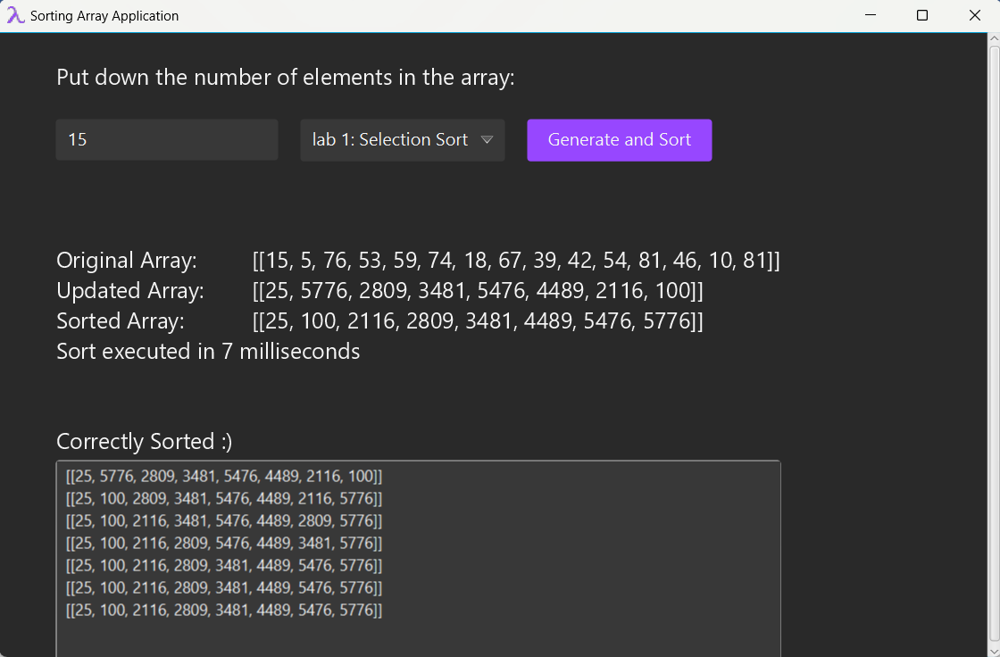 Sorting Array Application
Put down the number of elements in the array:
15
lab 1: Selection Sort
Generate and Sort
Original Array: [[15, 5, 76, 53, 59, 74, 18, 67, 39, 42, 54, 81, 46, 10, 81]]
Updated Array: [[25, 5776, 2809, 3481, 5476, 4489, 2116, 100]]
Sorted Array: [[25, 100, 2116, 2809, 3481, 4489, 5476, 5776]]
Sort executed in 7 milliseconds
Correctly Sorted :)
[[25, 5776, 2809, 3481, 5476, 4489, 2116, 100]]
[[25, 100, 2809, 3481, 5476, 4489, 2116, 5776]]
[[25, 100, 2116, 3481, 5476, 4489, 2809, 5776]]
[[25, 100, 2116, 2809, 5476, 4489, 3481, 5776]]
[[25, 100, 2116, 2809, 3481, 4489, 5476, 5776]]
[[25, 100, 2116, 2809, 3481, 4489, 5476, 5776]]
[[25, 100, 2116, 2809, 3481, 4489, 5476, 5776]]